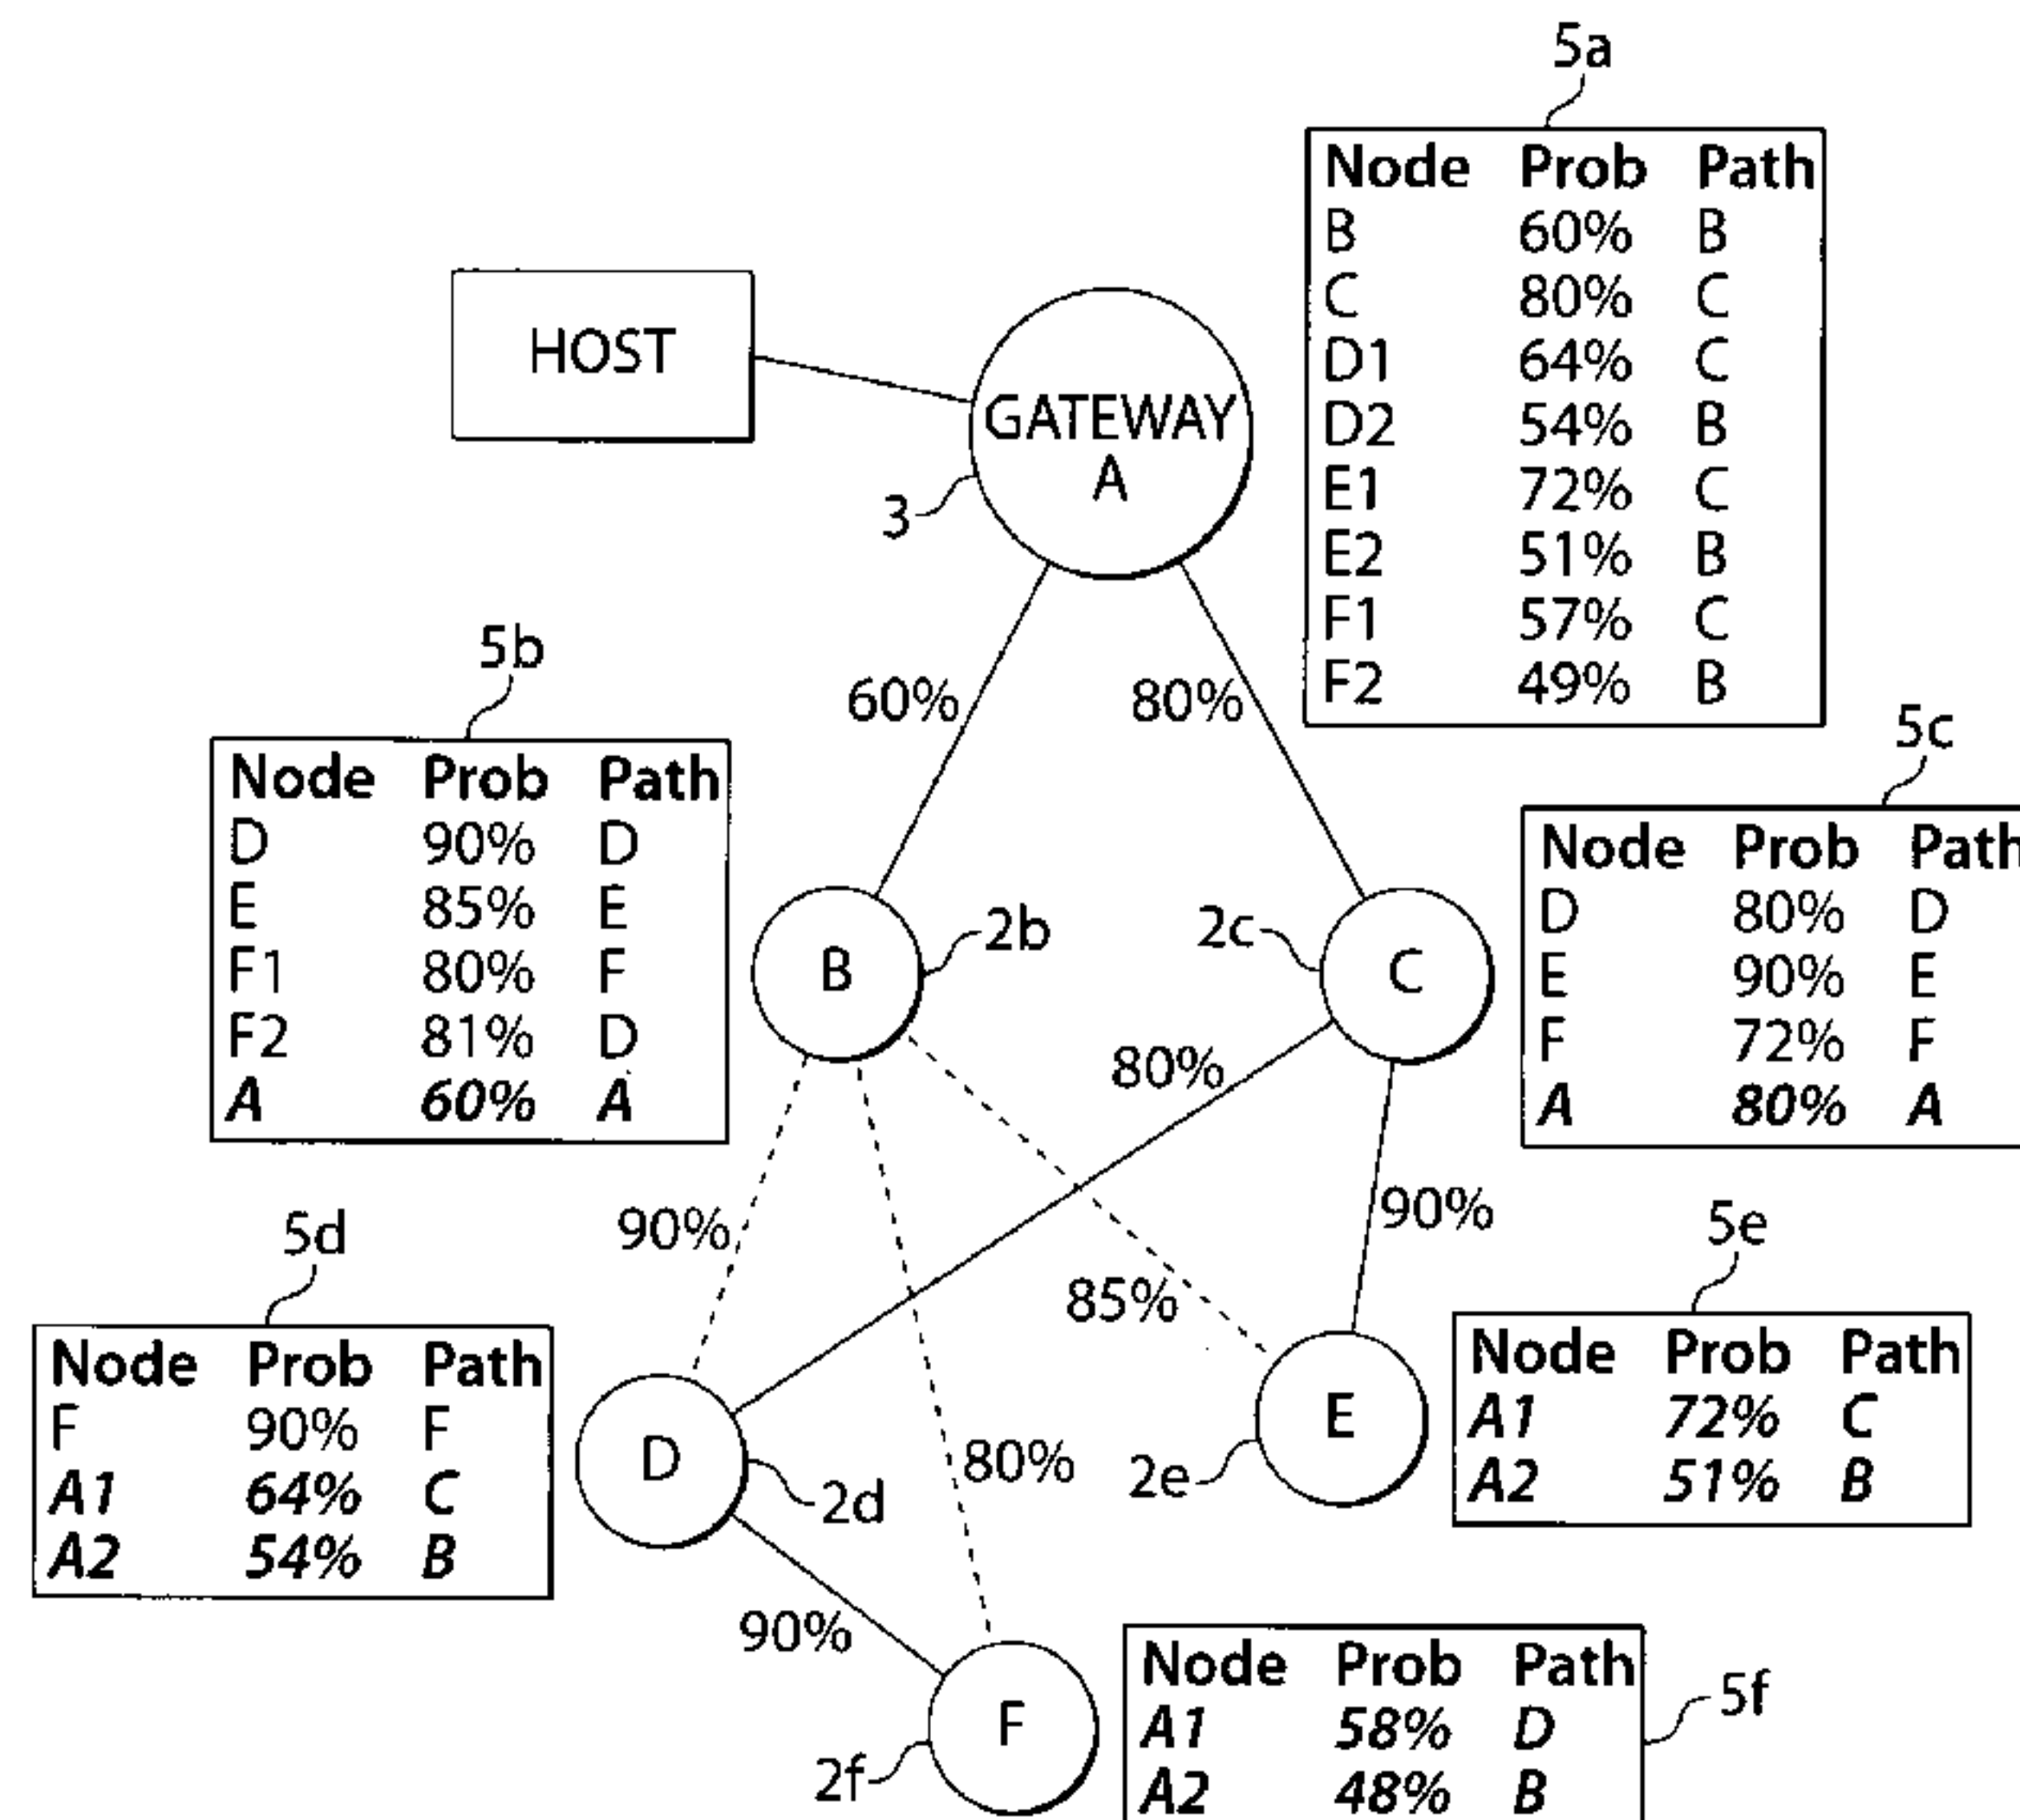 5a
Node Prob Path
B 60% B
C 80% C
D1 64% C
D2 54% B
E1 72% C
E2 51% B
F1 57% C
F2 49% B
HOST
GATEWAY
A
3
60%
80%
5b
Node Prob Path
D 90% D
E 85% E
F1 80% F
F2 81% D
A 60% A
5c
Node Prob Path
D 80% D
E 90% E
F 72% F
A 80% A
B
2b
2c
C
80%
90%
90%
85%
80%
5d
Node Prob Path
F 90% F
A1 64% C
A2 54% B
D
2d
E
2e
5e
Node Prob Path
A1 72% C
A2 51% B
90%
F
2f
Node Prob Path
A1 58% D
A2 48% B
5f